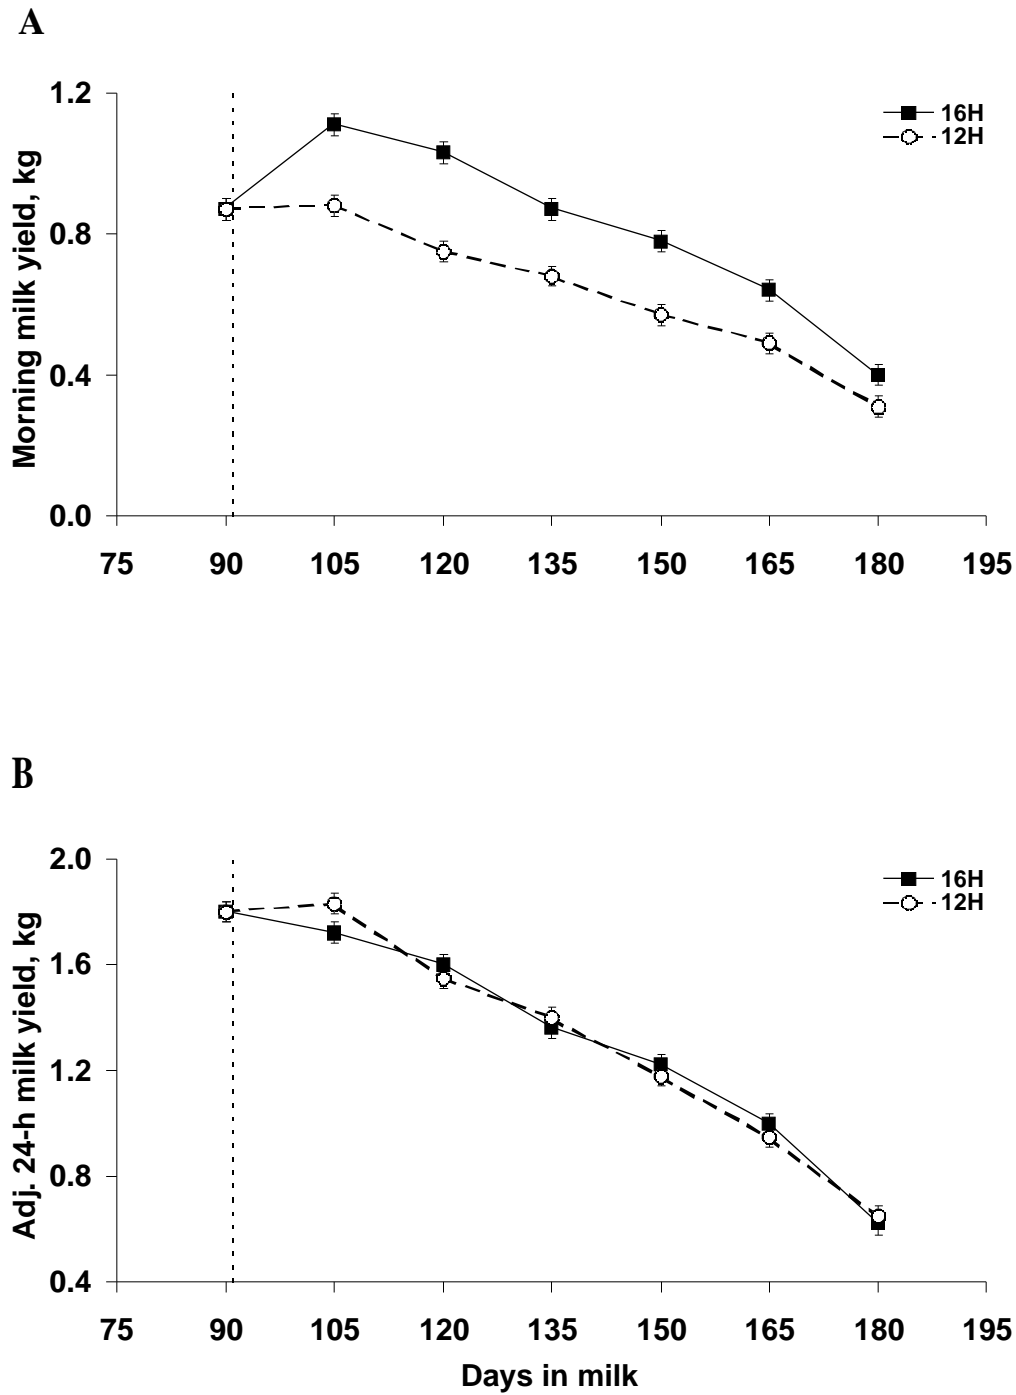 A
Morning milk yield, kg
1.2
0.8
0.4
0.0
16H
12H
75 90 105 120 135 150 165 180 195
B
Adj. 24-h milk yield, kg
2.0
1.6
1.2
0.8
0.4
16H
12H
75 90 105 120 135 150 165 180 195
Days in milk